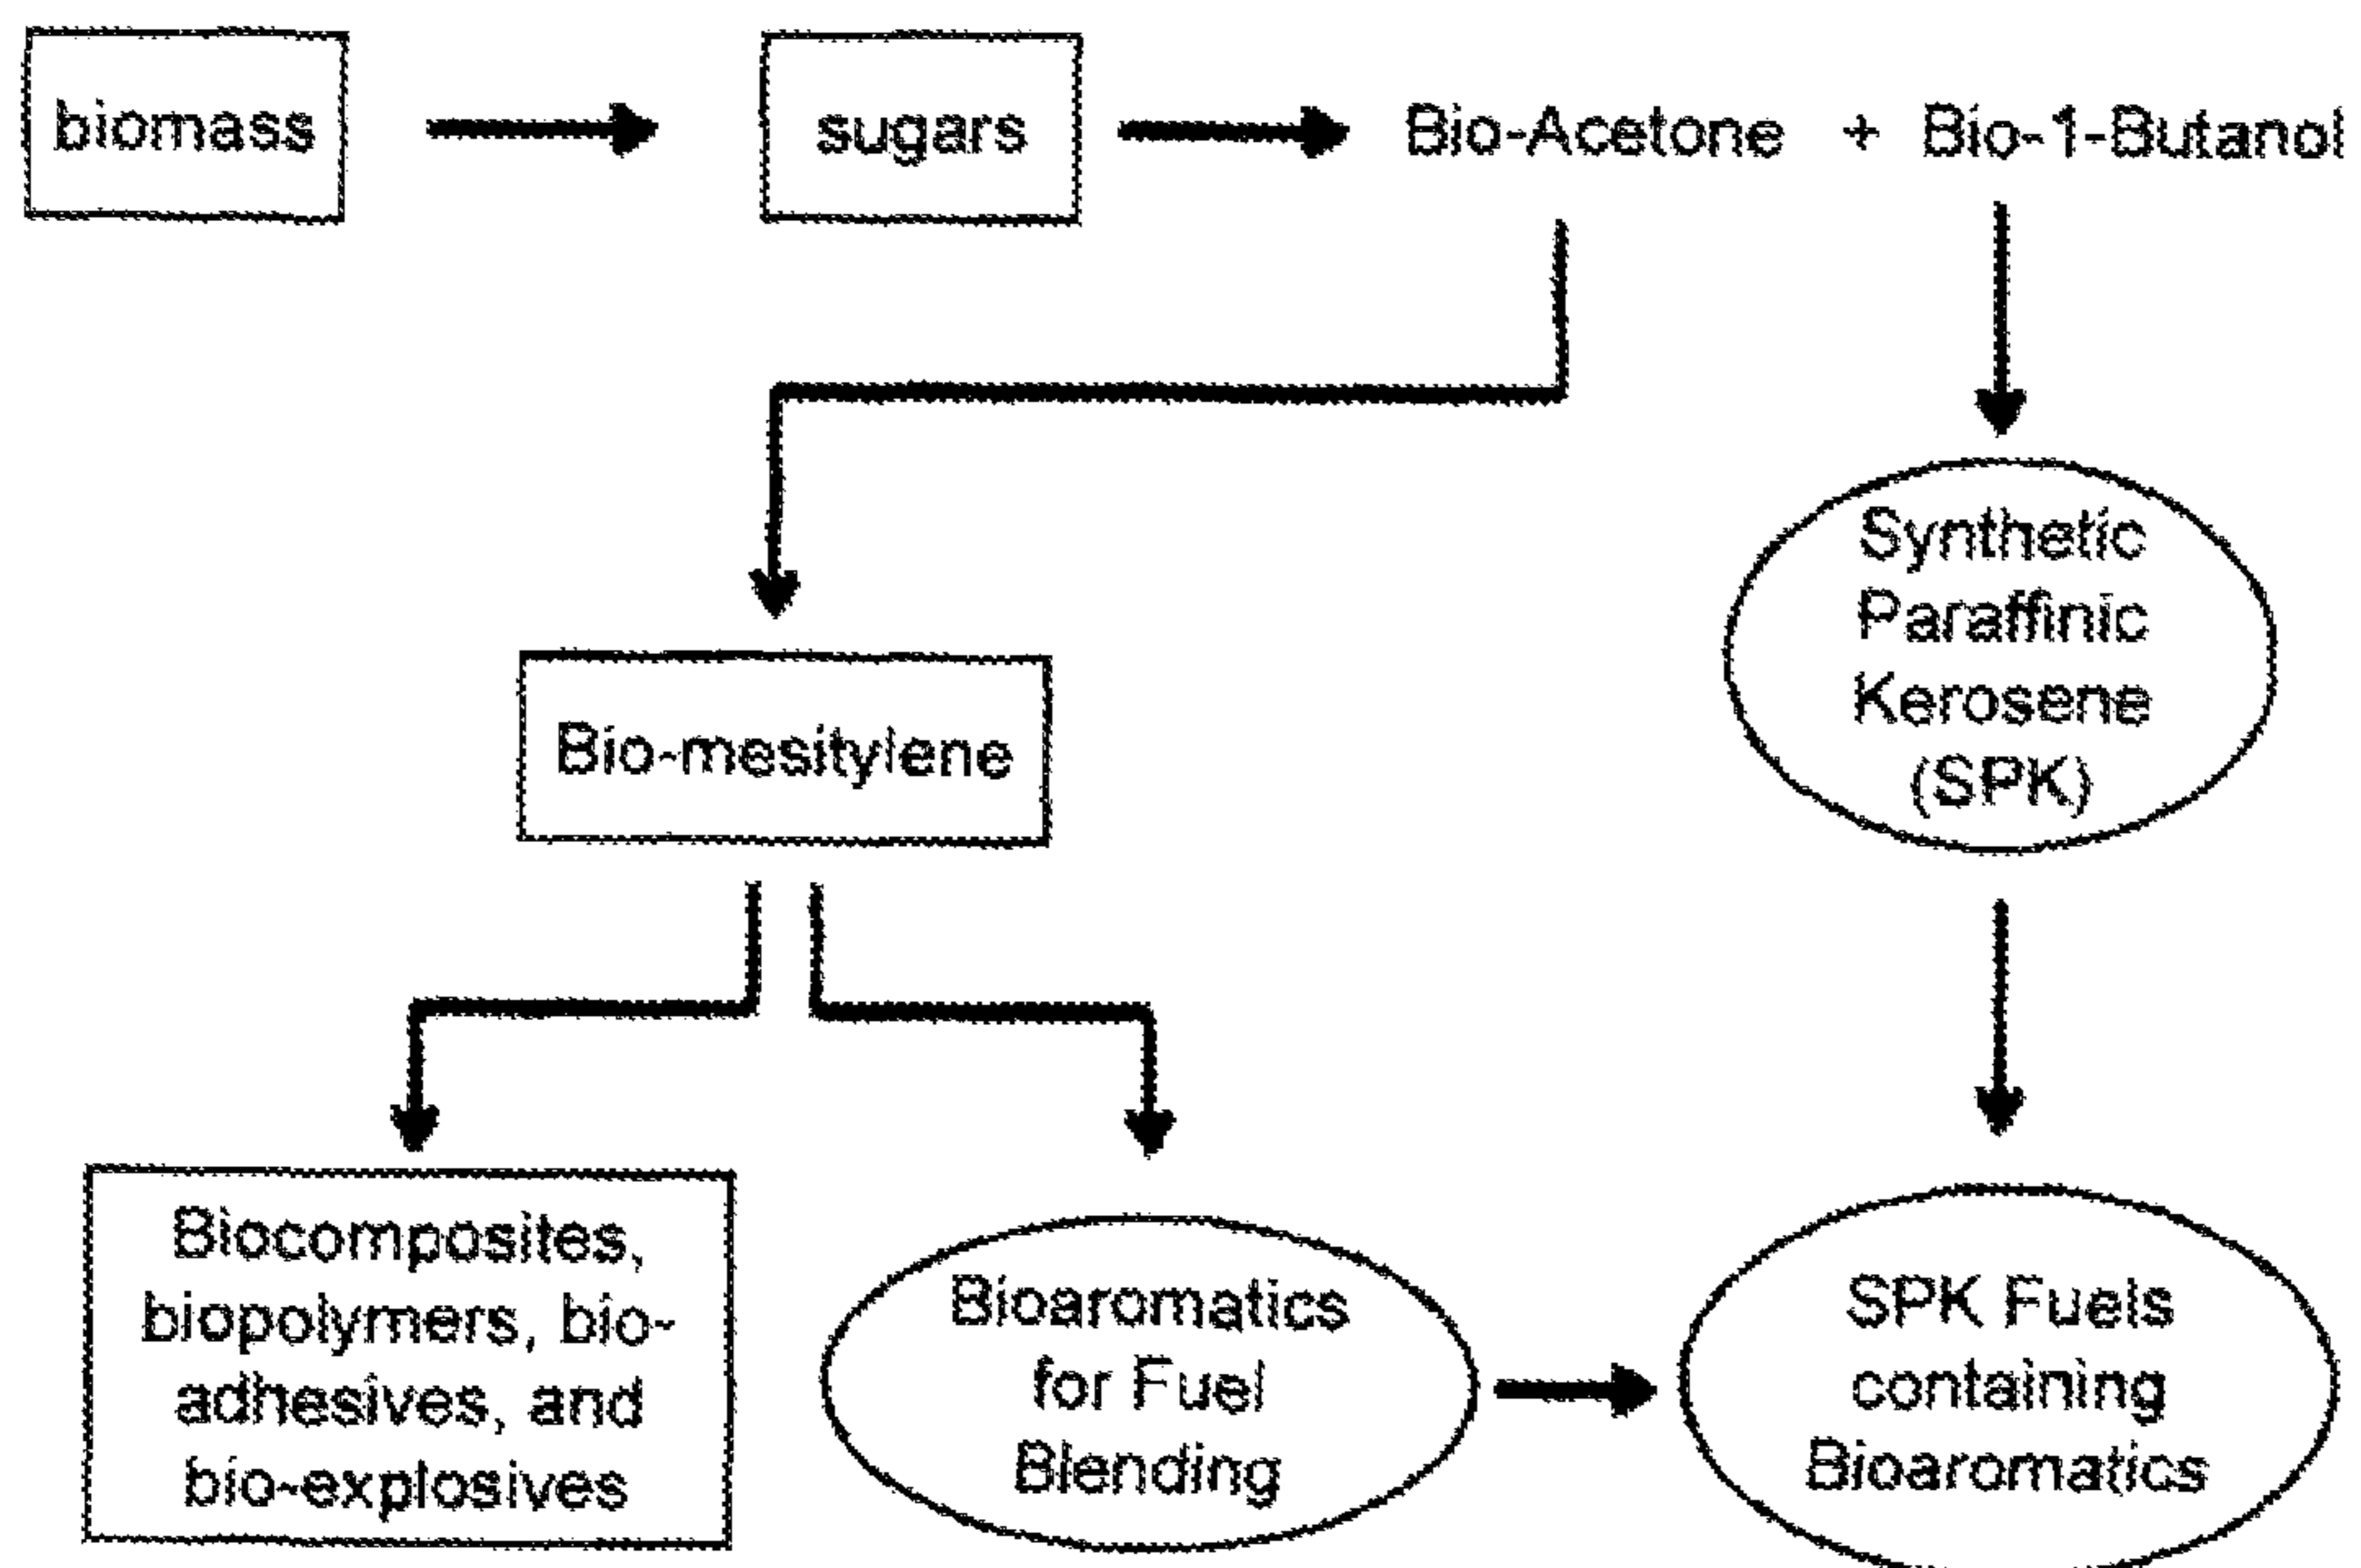 biomass
sugars
Bio-Acetone + Bio-1-Butanol
Synthetic
Paraffinic
Kerosene
(SPK)
Bio-mesitylene
Biocomposites,
biopolymers, bio-
adhesives, and
bio-explosives
Bioaromatics
for Fuel
Blending
SPK Fuels
containing
Bioaromatics